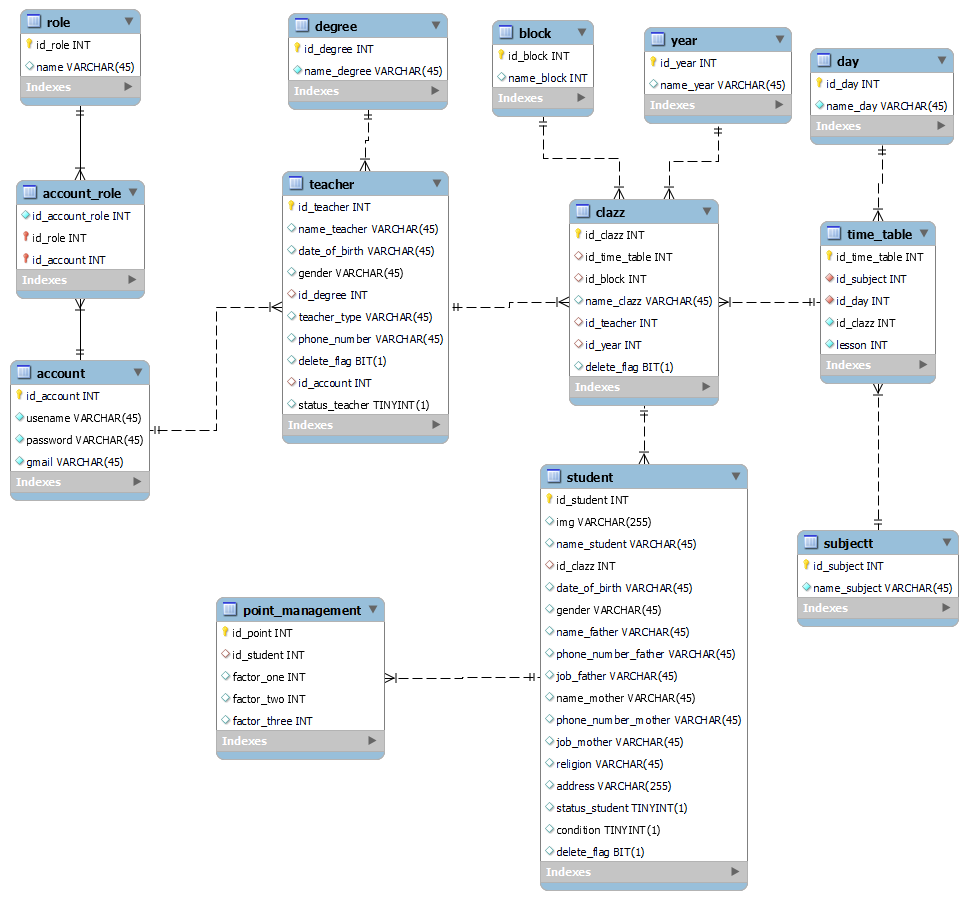 role
id_role INT
name VARCHAR(45)
Indexes
degree
id_degree INT
name_degree VARCHAR(45)
Indexes
block
id_block INT
name_block INT
Indexes
year
id_year INT
name_year VARCHAR(45)
Indexes
day
id_day INT
name_day VARCHAR(45)
Indexes
account_role
id_account_role INT
id_role INT
id_account INT
Indexes
teacher
id_teacher INT
name_teacher VARCHAR(45)
date_of_birth VARCHAR(45)
gender VARCHAR(45)
id_degree INT
teacher_type VARCHAR(45)
phone_number VARCHAR(45)
delete_flag BIT(1)
id_account INT
status_teacher TINYINT(1)
Indexes
clazz
id_clazz INT
id_time_table INT
id_block INT
name_clazz VARCHAR(45)
id_teacher INT
id_year INT
delete_flag BIT(1)
Indexes
time_table
id_time_table INT
id_subject INT
id_day INT
id_clazz INT
lesson INT
Indexes
account
id_account INT
usename VARCHAR(45)
password VARCHAR(45)
gmail VARCHAR(45)
Indexes
student
id_student INT
img VARCHAR(255)
name_student VARCHAR(45)
id_clazz INT
date_of_birth VARCHAR(45)
gender VARCHAR(45)
name_father VARCHAR(45)
phone_number_father VARCHAR(45)
job_father VARCHAR(45)
name_mother VARCHAR(45)
phone_number_mother VARCHAR(45)
job_mother VARCHAR(45)
religion VARCHAR(45)
address VARCHAR(255)
status_student TINYINT(1)
condition TINYINT(1)
delete_flag BIT(1)
Indexes
subjectt
id_subject INT
name_subject VARCHAR(45)
Indexes
point_management
id_point INT
id_student INT
factor_one INT
factor_two INT
factor_three INT
Indexes